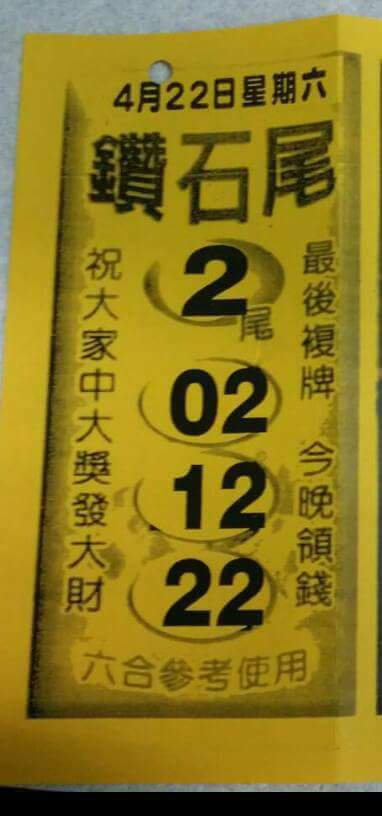 4月22日星期六
鑽石尾
最後複牌 今晚領錢
2尾
02
12
22
祝大家中大獎發大財
六合參考使用